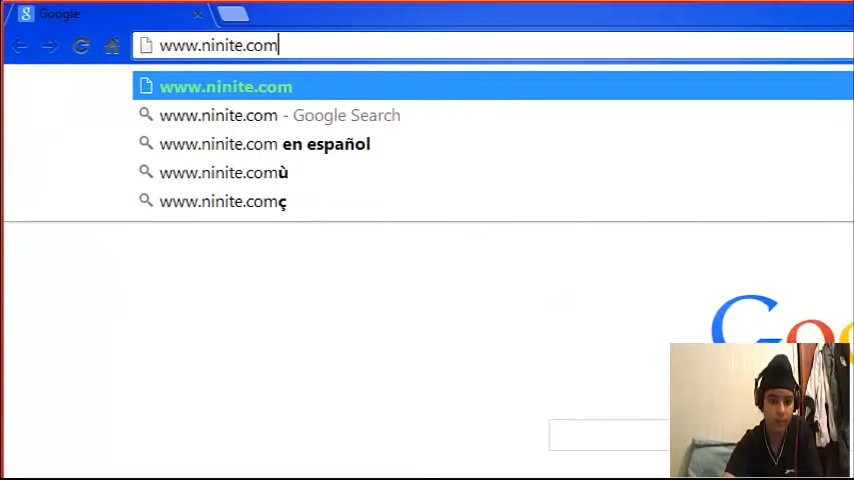 Google
www.ninite.com
www.ninite.com
www.ninite.com - Google Search
www.ninite.com en español
www.ninite.comù
www.ninite.comç
Goo